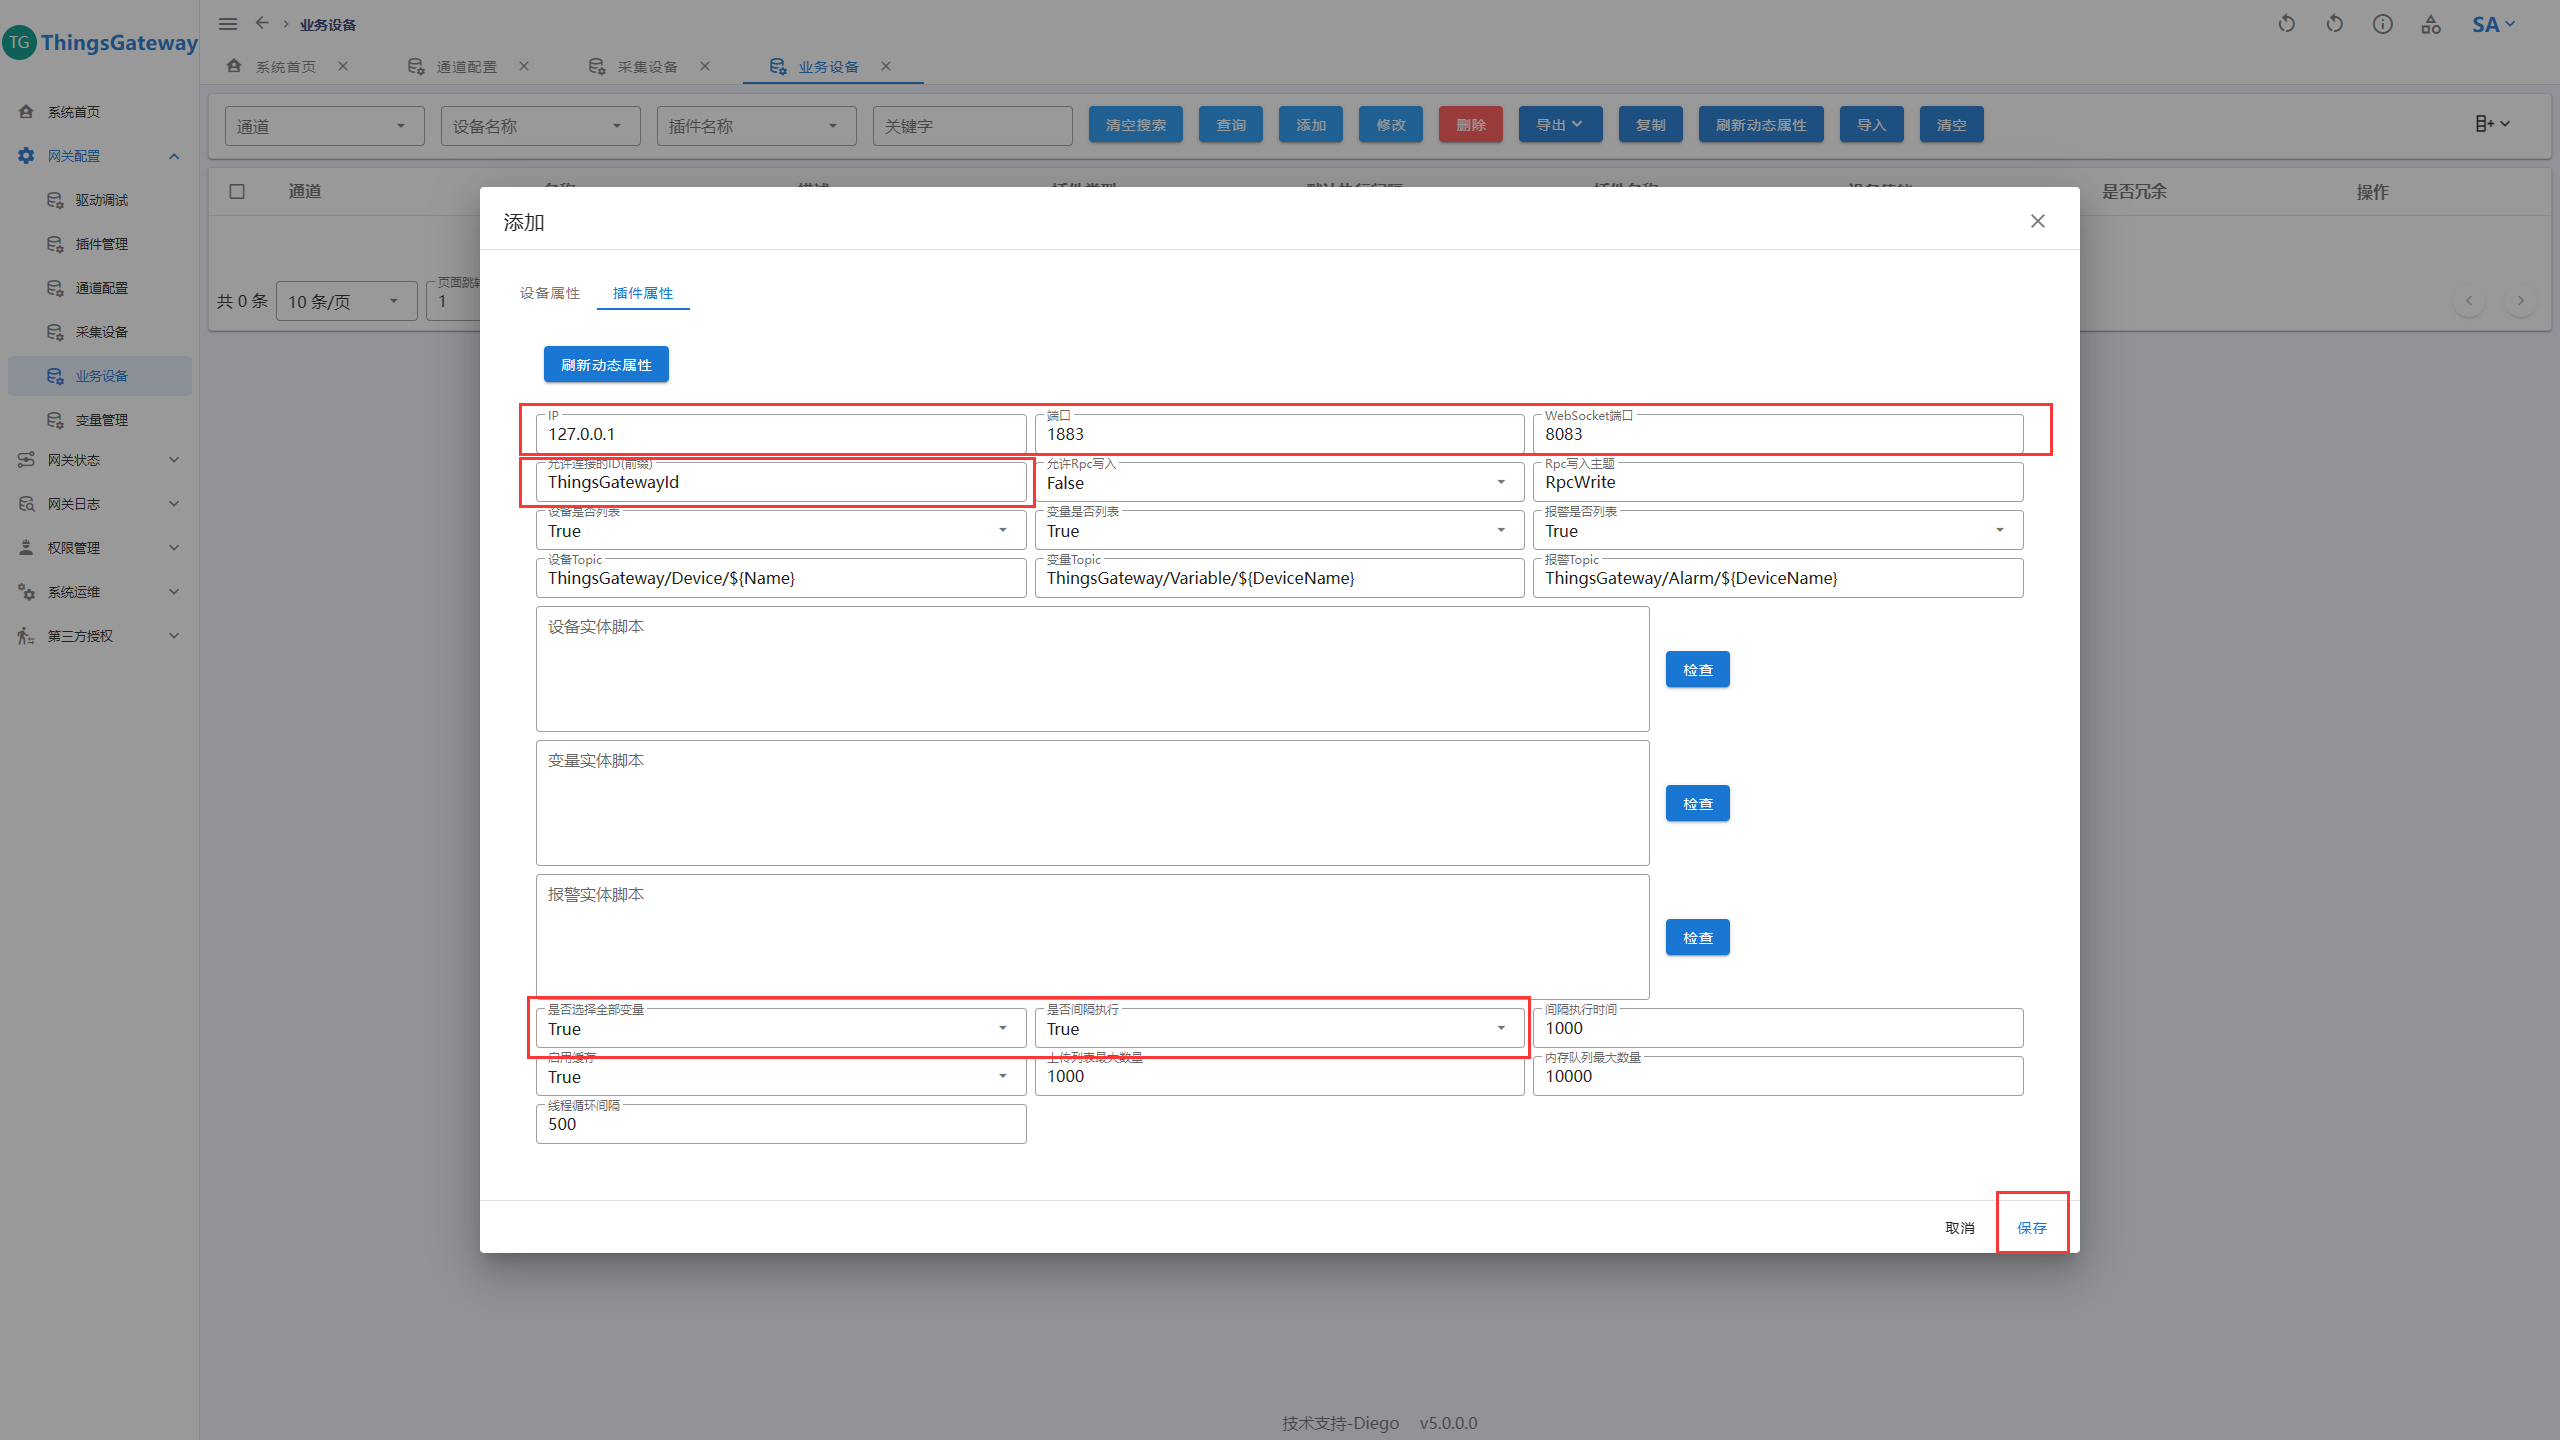 TG ThingsGateway
业务设备
SA
系统首页
通道配置
采集设备
业务设备
系统首页
网关配置
驱动调试
插件管理
通道配置
采集设备
业务设备
变量管理
网关状态
网关日志
权限管理
系统运维
第三方授权
通道
设备名称
插件名称
关键字
清空搜索
查询
添加
修改
删除
导出
复制
刷新动态属性
导入
清空
通道
是否冗余
操作
共 0 条
10 条/页
1
添加
设备属性
插件属性
刷新动态属性
IP
127.0.0.1
端口
1883
WebSocket端口
8083
允许连接的ID(前缀)
ThingsGatewayId
允许Rpc写入
False
Rpc写入主题
RpcWrite
设备是否列表
True
变量是否列表
True
报警是否列表
True
设备Topic
ThingsGateway/Device/${Name}
变量Topic
ThingsGateway/Variable/${DeviceName}
报警Topic
ThingsGateway/Alarm/${DeviceName}
设备实体脚本
检查
变量实体脚本
检查
报警实体脚本
检查
是否选择全部变量
True
是否间隔执行
True
间隔执行时间
1000
启用缓存
True
上传列表最大数量
1000
内存队列最大数量
10000
线程循环间隔
500
取消
保存
技术支持-Diego v5.0.0.0